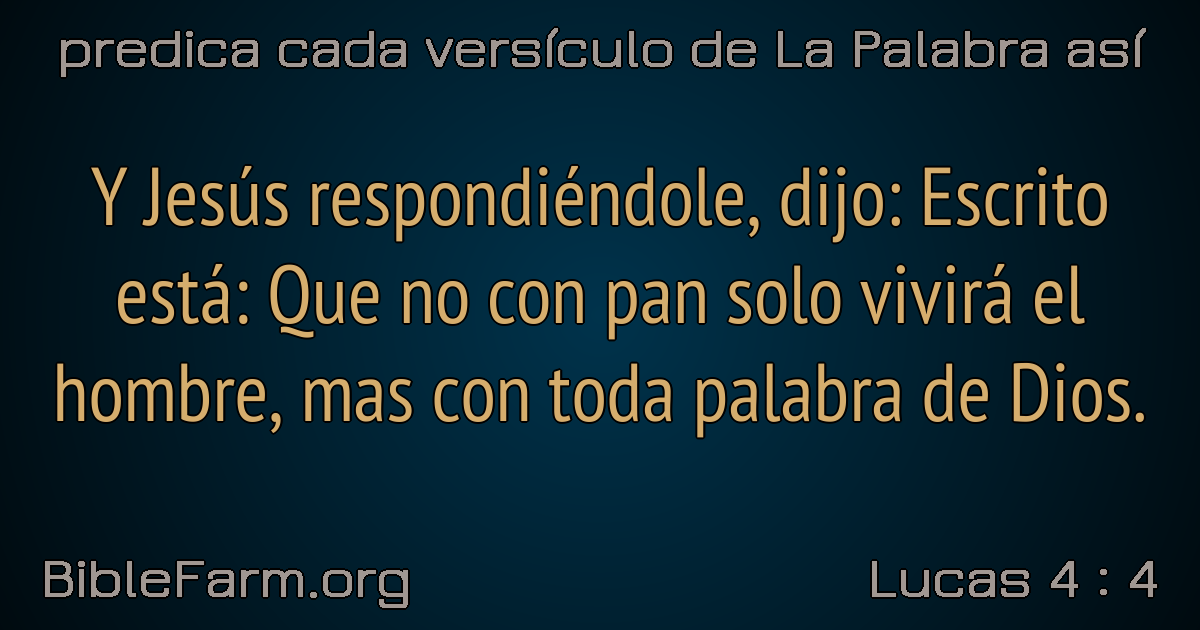 predica cada versículo de La Palabra así
Y Jesús respondiéndole, dijo: Escrito
está: Que no con pan solo vivirá el
hombre, mas con toda palabra de Dios.
BibleFarm.org
Lucas 4 : 4